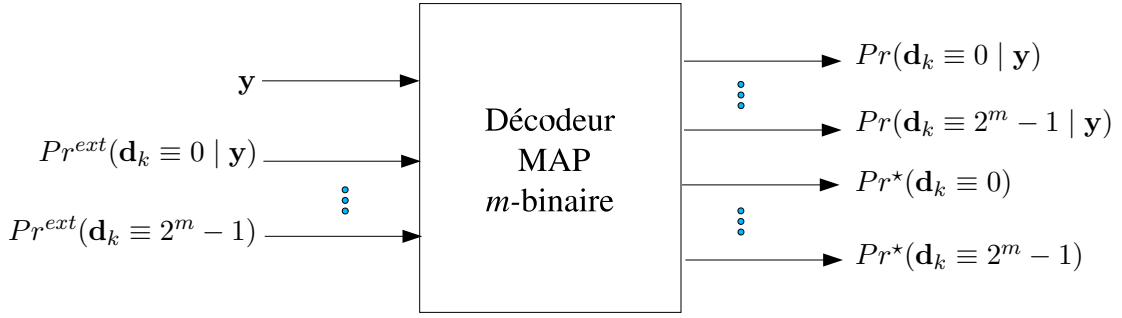 y
Pr^{ext}(d_k ≡ 0 | y)
Pr^{ext}(d_k ≡ 2^m − 1)
Décodeur
MAP
m-binaire
Pr(d_k ≡ 0 | y)
Pr(d_k ≡ 2^m − 1 | y)
Pr^⋆(d_k ≡ 0)
Pr^⋆(d_k ≡ 2^m − 1)